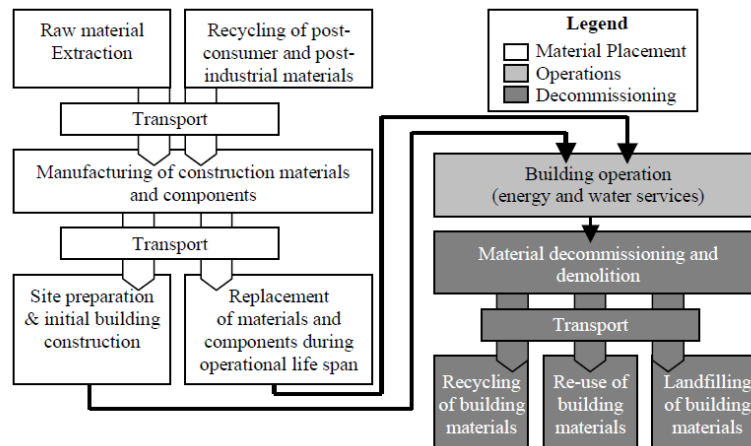 Raw material
Extraction
Recycling of post-
consumer and post-
industrial materials
Transport
Manufacturing of construction materials
and components
Transport
Site preparation
& initial building
construction
Replacement
of materials and
components during
operational life span
Legend
Material Placement
Operations
Decommissioning
Building operation
(energy and water services)
Material decommissioning and
demolition
Transport
Recycling
of building
materials
Re-use of
building
materials
Landfilling
of building
materials